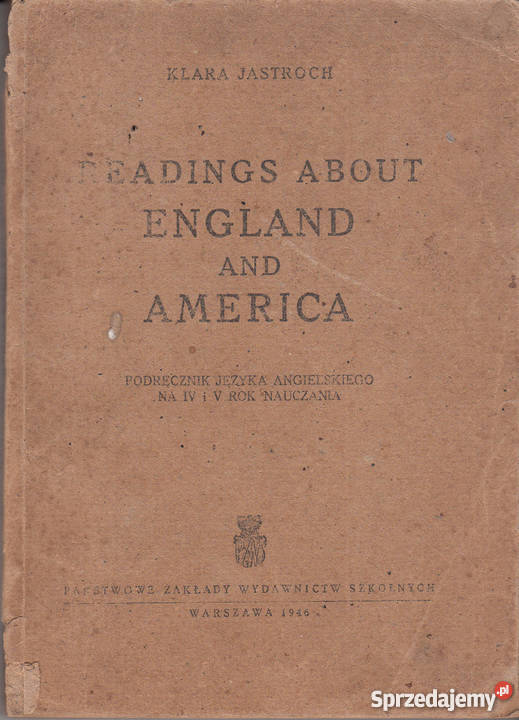 KLARA JASTROCH
READINGS ABOUT
ENGLAND
AND
AMERICA
PODRĘCZNIK JĘZYKA ANGIELSKIEGO
NA IV i V ROK NAUCZANIA
PAŃSTWOWE ZAKŁADY WYDAWNICTW SZKOLNYCH
WARSZAWA 1946
Sprzedajemy.pl